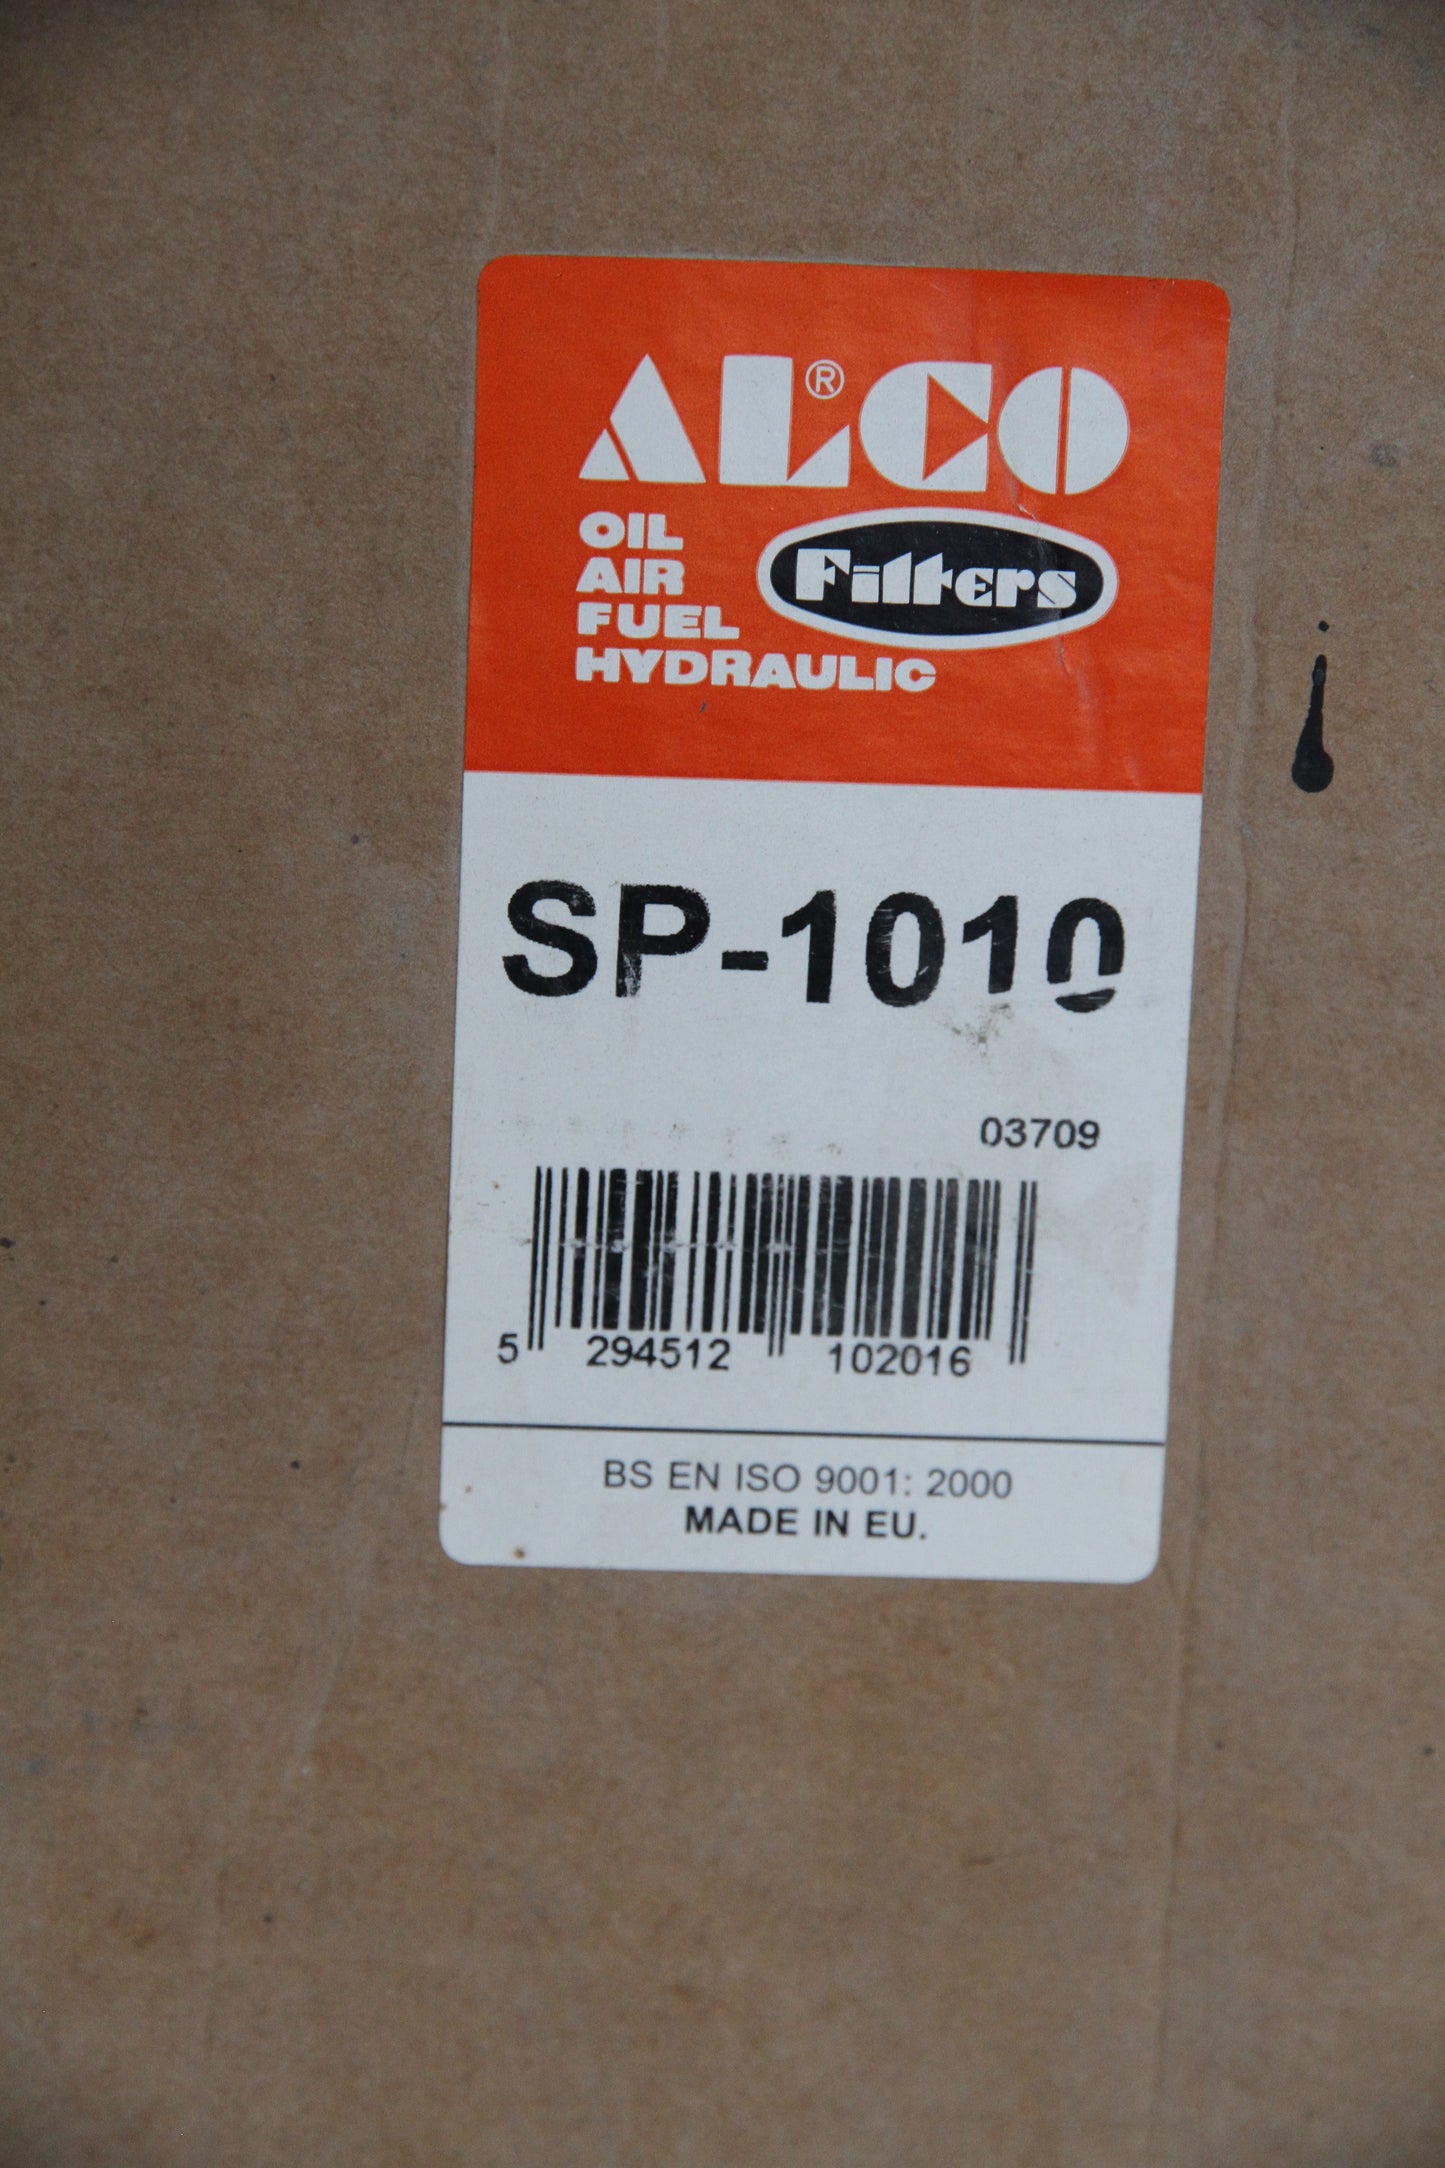 ALCO®
OIL
AIR
FUEL
HYDRAULIC
Filters
SP-1010
03709
5 294512 102016
BS EN ISO 9001: 2000
MADE IN EU.